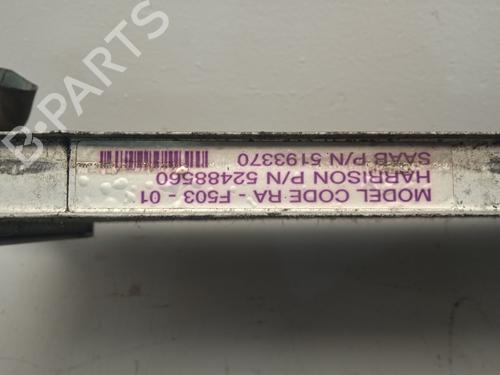 MODEL CODE RA - F503 - 01
HARRISON P/N 52488560
SAAB P/N 5193370
B-PARTS